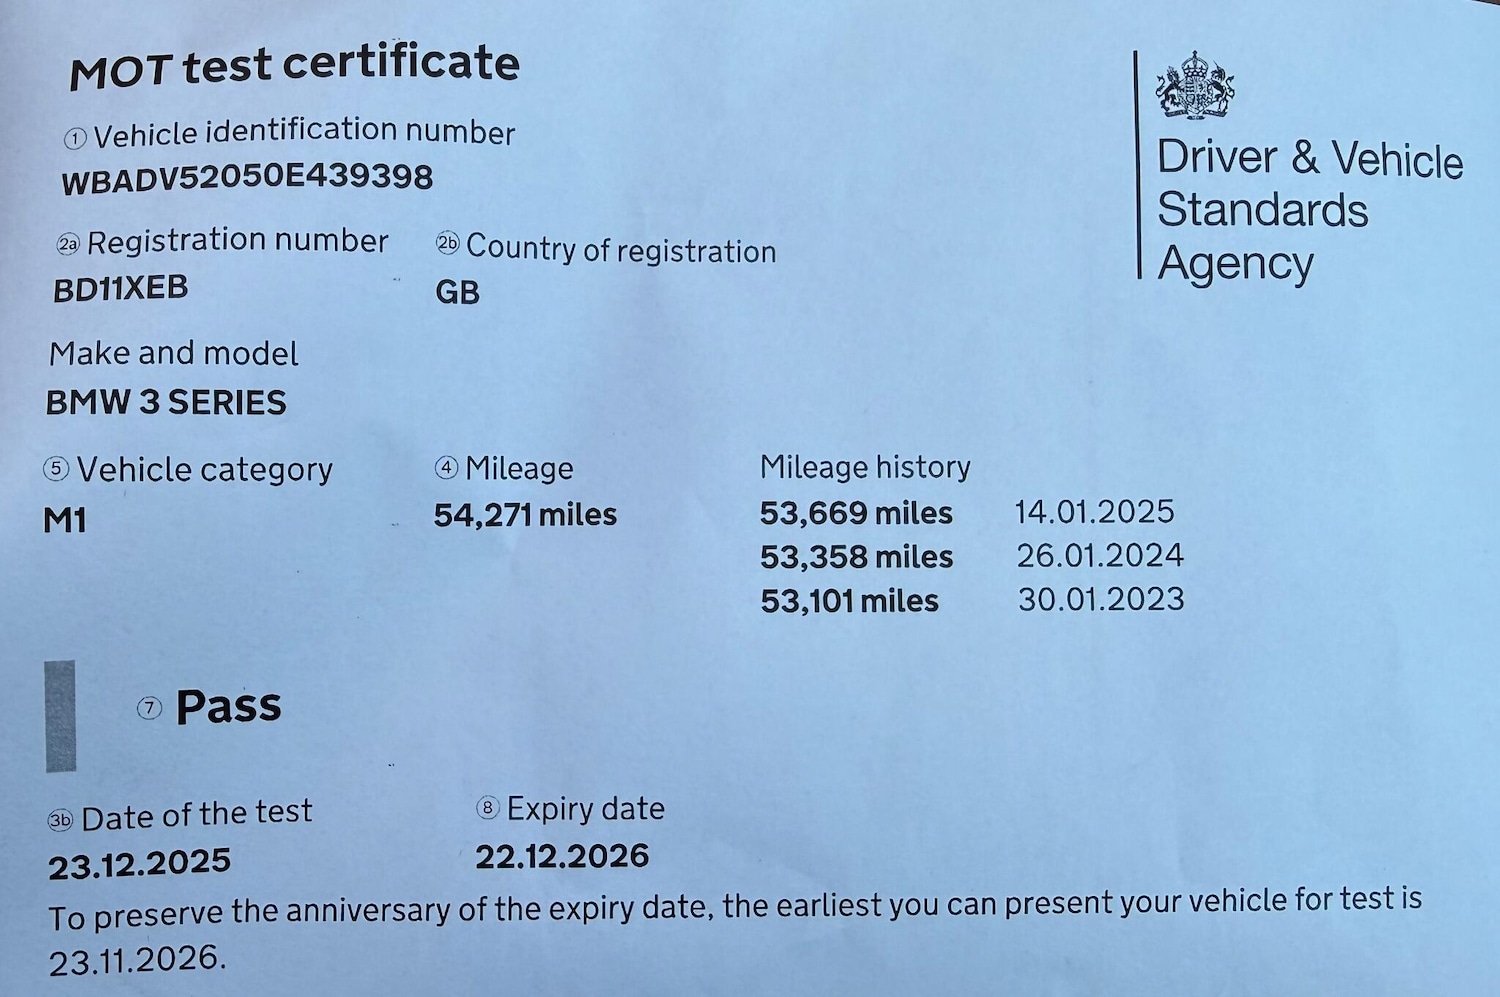 MOT test certificate
1 Vehicle identification number
WBADV52050E439398
2a Registration number 2b Country of registration
BD11XEB GB
Make and model
BMW 3 SERIES
5 Vehicle category 4 Mileage Mileage history
M1 54,271 miles 53,669 miles 14.01.2025
53,358 miles 26.01.2024
53,101 miles 30.01.2023
7 Pass
3b Date of the test 8 Expiry date
23.12.2025 22.12.2026
To preserve the anniversary of the expiry date, the earliest you can present your vehicle for test is
23.11.2026.
Driver & Vehicle
Standards
Agency